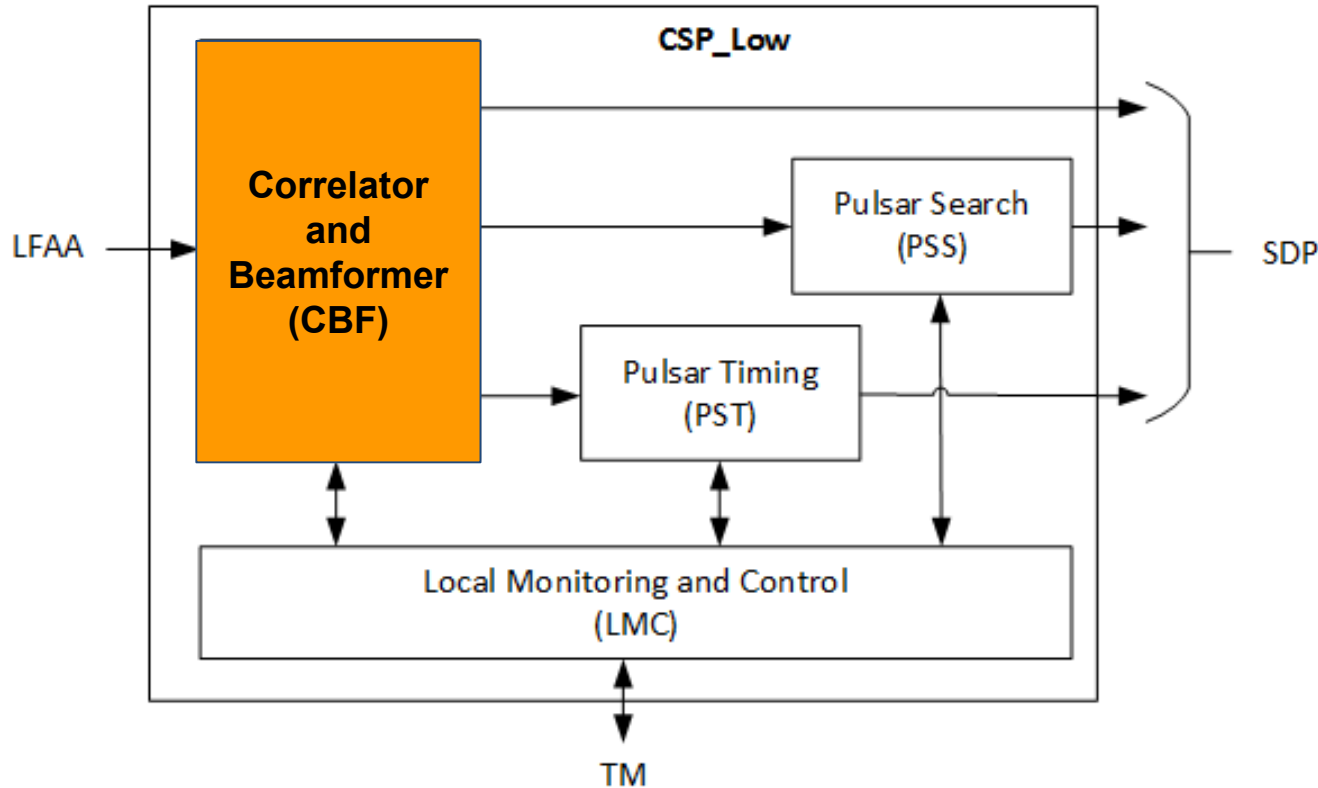 CSP_Low
Correlator
and
Beamformer
(CBF)
LFAA
Pulsar Search
(PSS)
SDP
Pulsar Timing
(PST)
Local Monitoring and Control
(LMC)
TM